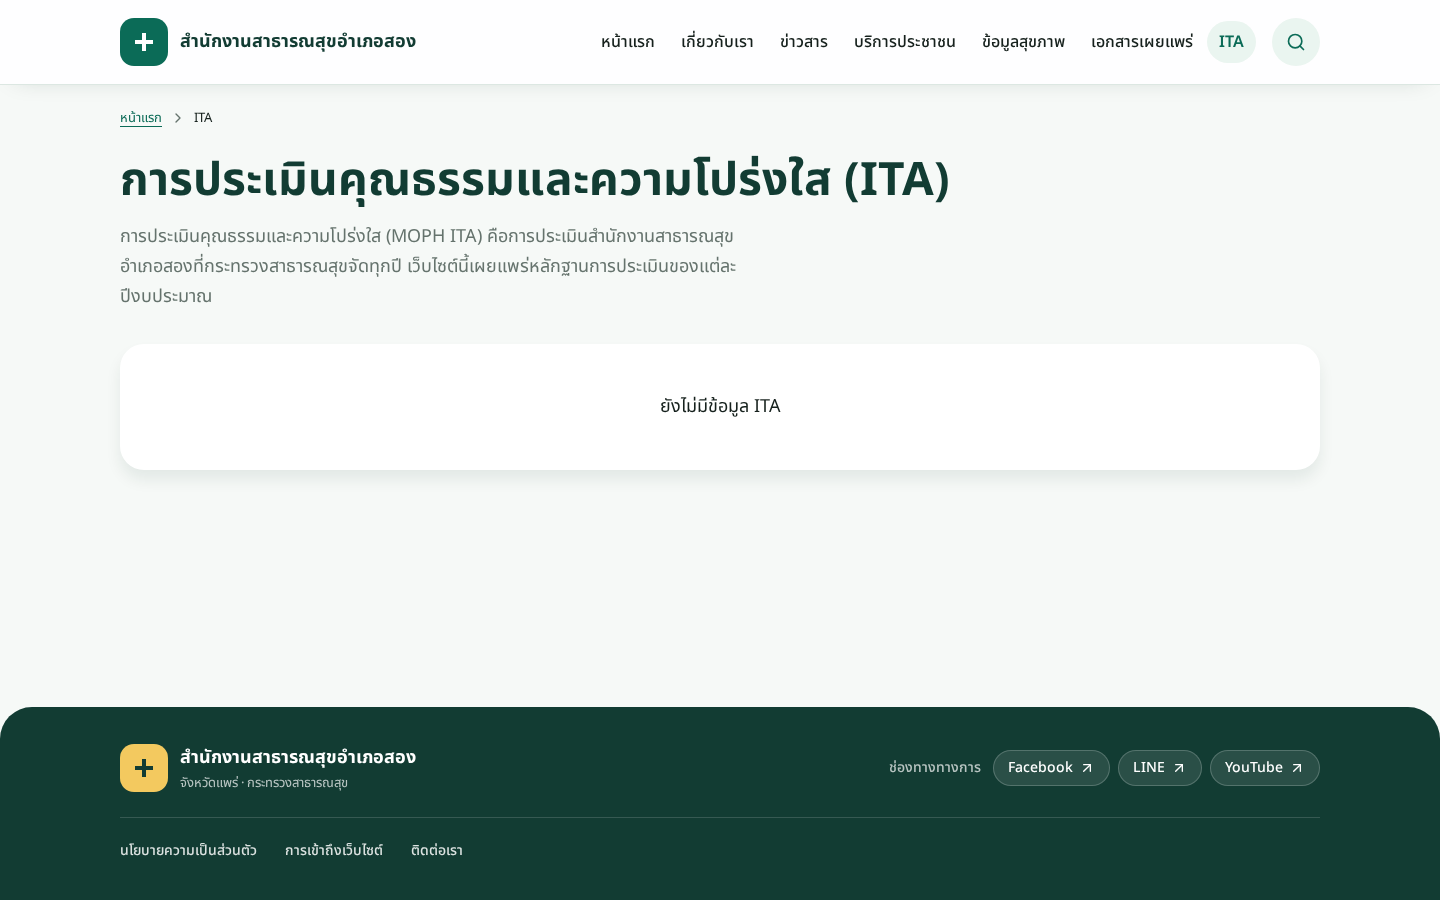 สำนักงานสาธารณสุขอำเภอสอง
หน้าแรก เกี่ยวกับเรา ข่าวสาร บริการประชาชน ข้อมูลสุขภาพ เอกสารเผยแพร่ ITA
หน้าแรก ITA
การประเมินคุณธรรมและความโปร่งใส (ITA)
การประเมินคุณธรรมและความโปร่งใส (MOPH ITA) คือการประเมินสำนักงานสาธารณสุข
อำเภอสองที่กระทรวงสาธารณสุขจัดทุกปี เว็บไซต์นี้เผยแพร่หลักฐานการประเมินของแต่ละ
ปีงบประมาณ
ยังไม่มีข้อมูล ITA
สำนักงานสาธารณสุขอำเภอสอง
จังหวัดแพร่ · กระทรวงสาธารณสุข
ช่องทางทางการ Facebook LINE YouTube
นโยบายความเป็นส่วนตัว การเข้าถึงเว็บไซต์ ติดต่อเรา